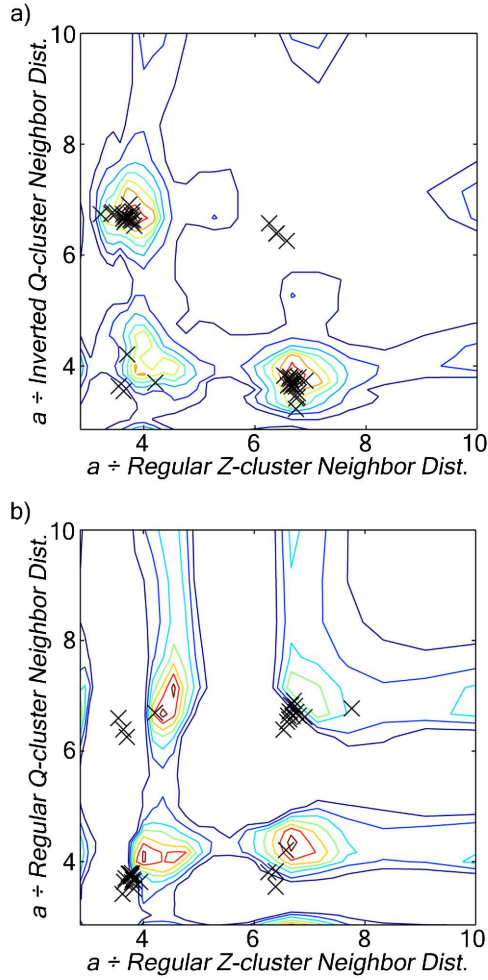 a)
a ÷ Inverted Q-cluster Neighbor Dist.
10
8
6
4
4 6 8 10
a ÷ Regular Z-cluster Neighbor Dist.
b)
a ÷ Regular Q-cluster Neighbor Dist.
10
8
6
4
4 6 8 10
a ÷ Regular Z-cluster Neighbor Dist.